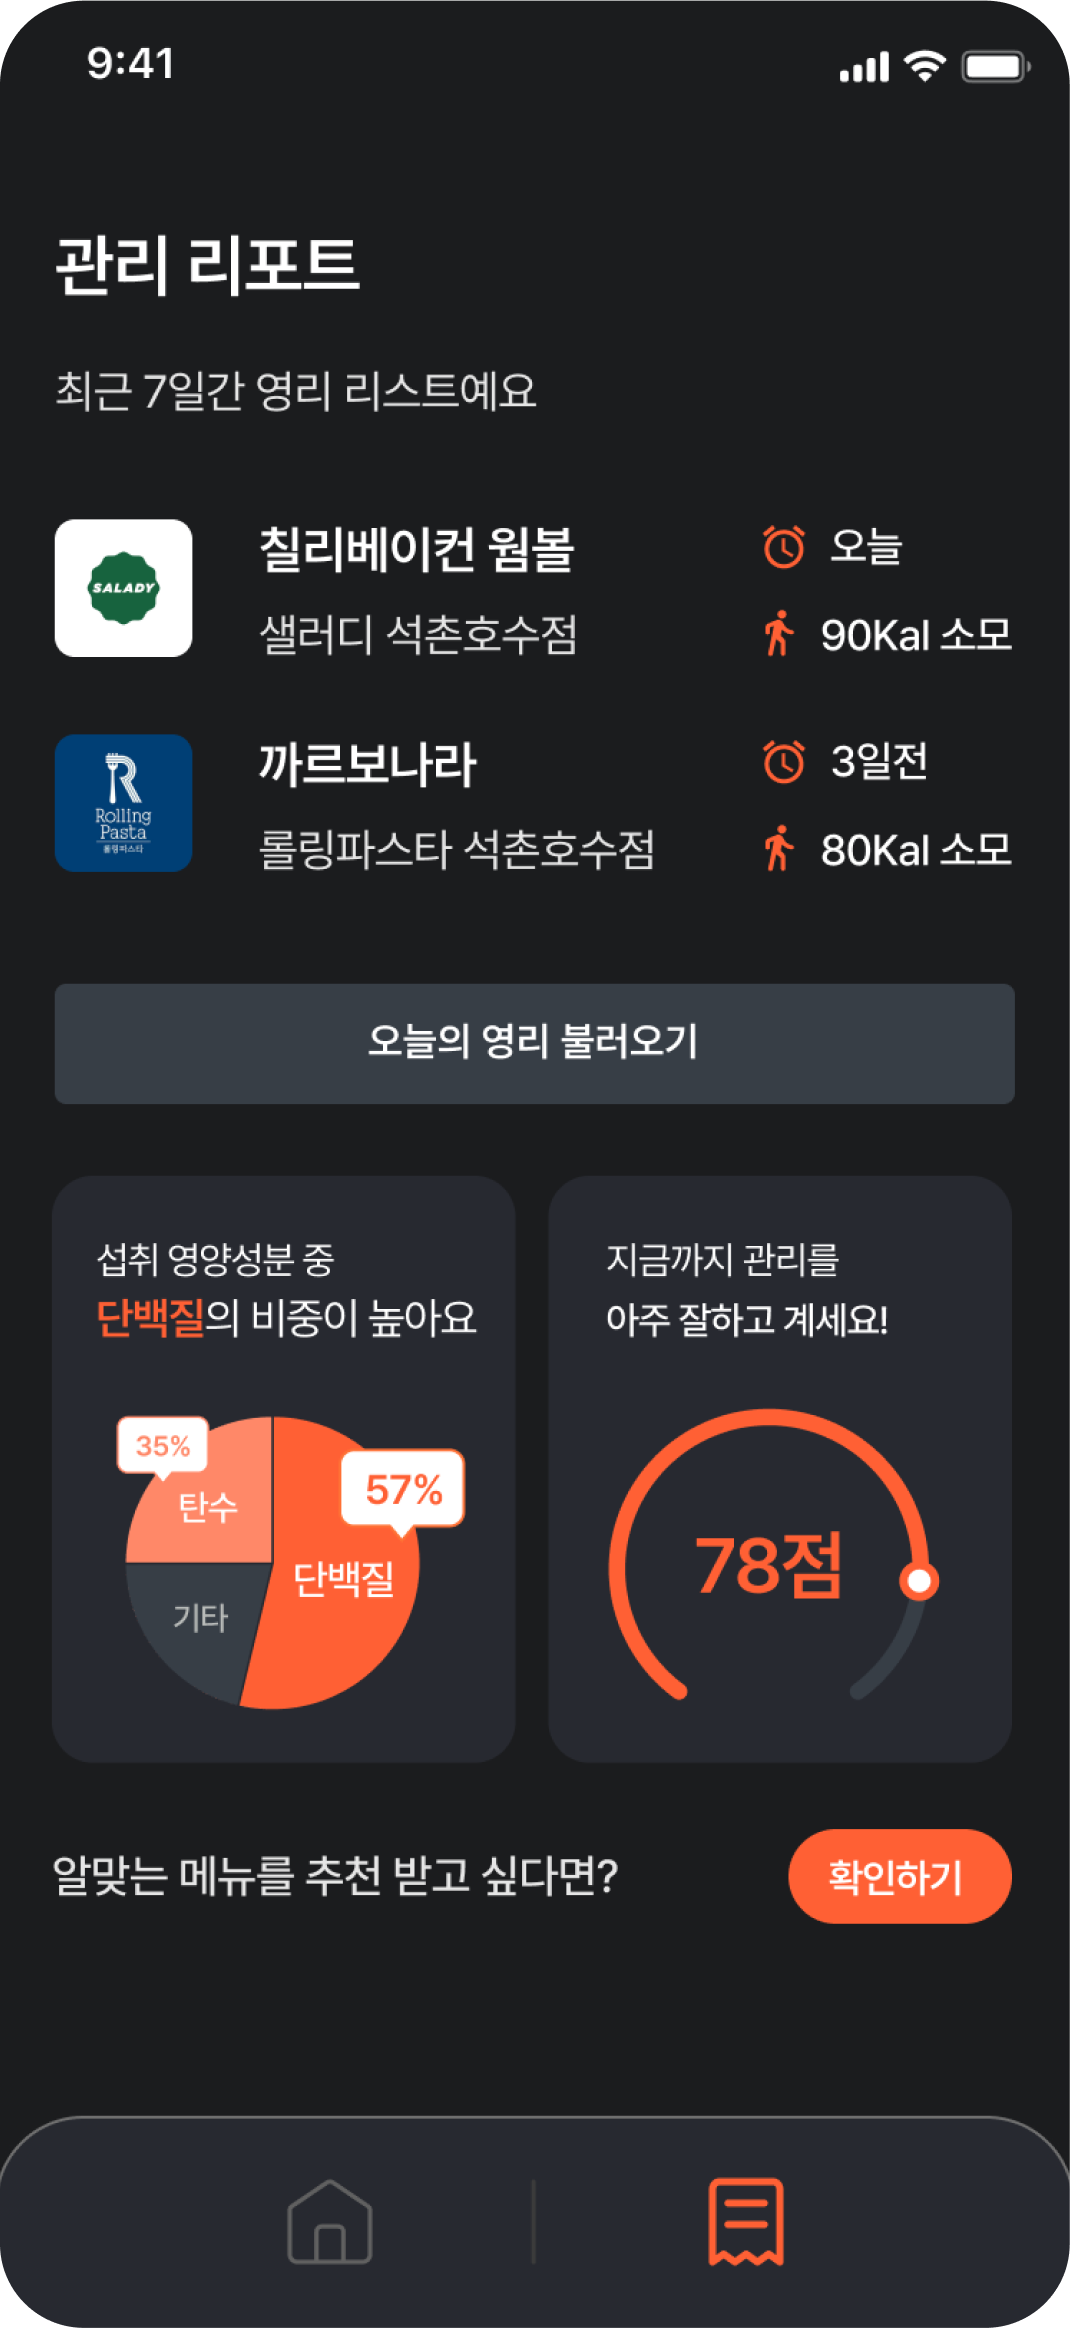 9:41
관리 리포트
최근 7일간 영리 리스트예요
SALADY
칠리베이컨 웜볼
오늘
샐러디 석촌호수점
90Kal 소모
R
Rolling
Pasta
롤링파스타
까르보나라
3일전
롤링파스타 석촌호수점
80Kal 소모
오늘의 영리 불러오기
섭취 영양성분 중
단백질의 비중이 높아요
35%
탄수
57%
단백질
기타
지금까지 관리를
아주 잘하고 계세요!
78점
알맞는 메뉴를 추천 받고 싶다면?
확인하기